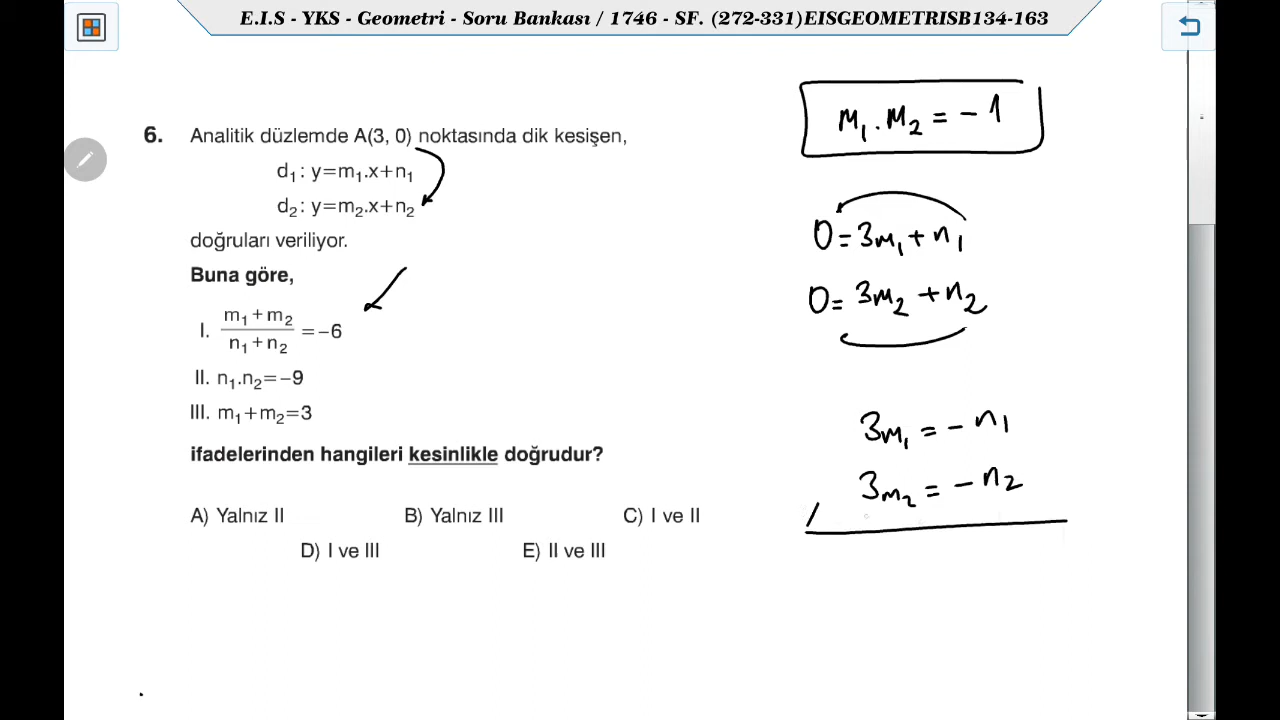 E.I.S - YKS - Geometri - Soru Bankası / 1746 - SF. (272-331)EISGEOMETRISB134-163
6. Analitik düzlemde A(3, 0) noktasında dik kesişen,
d₁ : y=m₁.x+n₁
d₂ : y=m₂.x+n₂
doğruları veriliyor.
Buna göre,
I. (m₁+m₂)/(n₁+n₂) =−6
II. n₁.n₂=−9
III. m₁+m₂=3
ifadelerinden hangileri kesinlikle doğrudur?
A) Yalnız II B) Yalnız III C) I ve II
D) I ve III E) II ve III
m₁.m₂ = -1
0=3m₁+n₁
0=3m₂+n₂
3m₁ = -n₁
3m₂ = -n₂